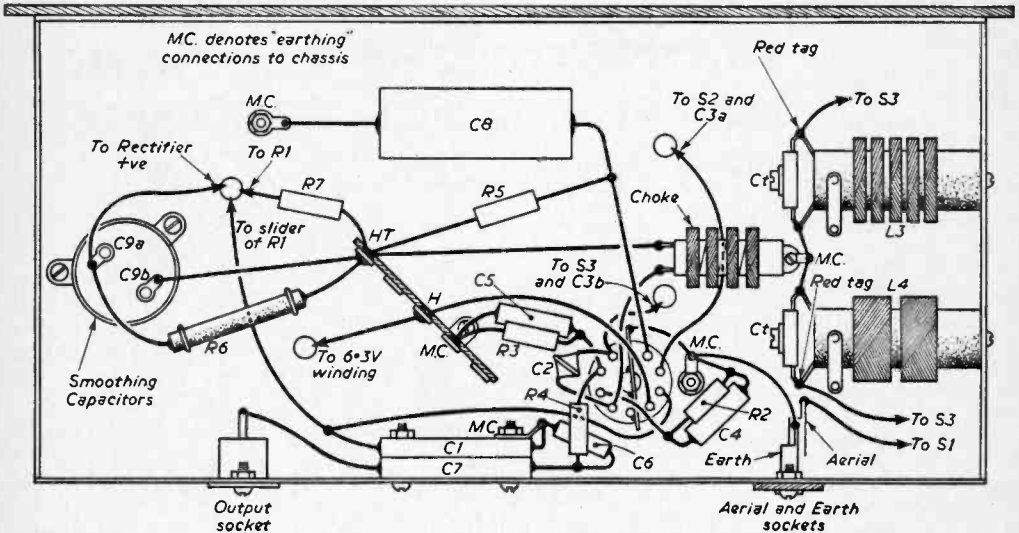 M.C. denotes "earthing"
connections to chassis
Red tag
To S3
M.C.
C8
To S2 and
C3a
To Rectifier
+ve
To R1
R7
R5
Choke
Ct
L3
To slider
of R1
HT
C9a
C9b
M.C.
To S3
and C3b
Red tag
L4
C5
H
R6
M.C.
R3
M.C.
Ct
To 6·3V
winding
C2
Smoothing
Capacitors
R4
R2
To S3
C1
MC
C4
To S1
C7
C6
Earth
Aerial
Output
socket
Aerial and Earth
sockets